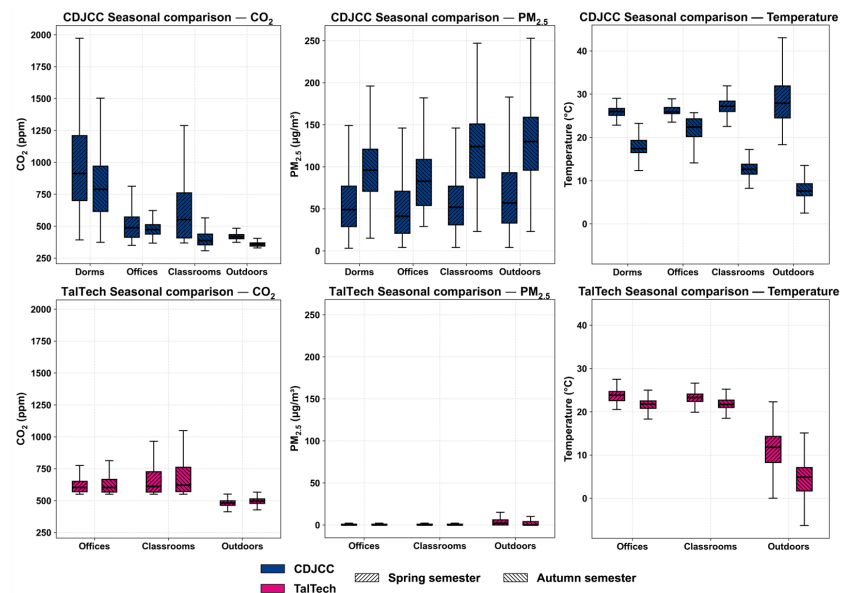 CDJCC Seasonal comparison — CO₂
CDJCC Seasonal comparison — PM₂.₅
CDJCC Seasonal comparison — Temperature
CO₂ (ppm)
2000
1750
1500
1250
1000
750
500
250
Dorms
Offices
Classrooms
Outdoors
PM₂.₅ (µg/m³)
250
200
150
100
50
0
Dorms
Offices
Classrooms
Outdoors
Temperature (°C)
40
30
20
10
0
Dorms
Offices
Classrooms
Outdoors
TalTech Seasonal comparison — CO₂
TalTech Seasonal comparison — PM₂.₅
TalTech Seasonal comparison — Temperature
CO₂ (ppm)
2000
1750
1500
1250
1000
750
500
250
Offices
Classrooms
Outdoors
PM₂.₅ (µg/m³)
250
200
150
100
50
0
Offices
Classrooms
Outdoors
Temperature (°C)
40
30
20
10
0
Offices
Classrooms
Outdoors
CDJCC
TalTech
Spring semester
Autumn semester